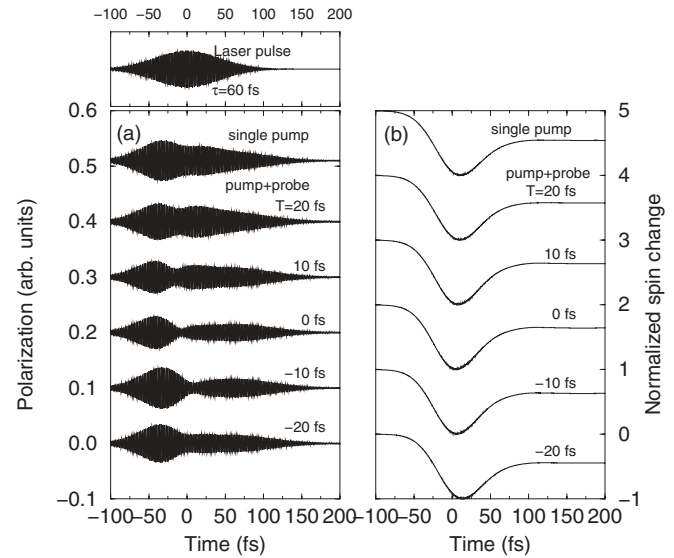 −100 −50 0 50 100 150 200
Laser pulse
τ=60 fs
0.6
0.5
0.4
0.3
0.2
0.1
0.0
−0.1
Polarization (arb. units)
(a)
single pump
pump+probe
T=20 fs
10 fs
0 fs
−10 fs
−20 fs
−100 −50 0 50 100 150 200
Time (fs)
(b)
single pump
pump+probe
T=20 fs
10 fs
0 fs
−10 fs
−20 fs
5
4
3
2
1
0
−1
Normalized spin change
−100 −50 0 50 100 150 200
Time (fs)